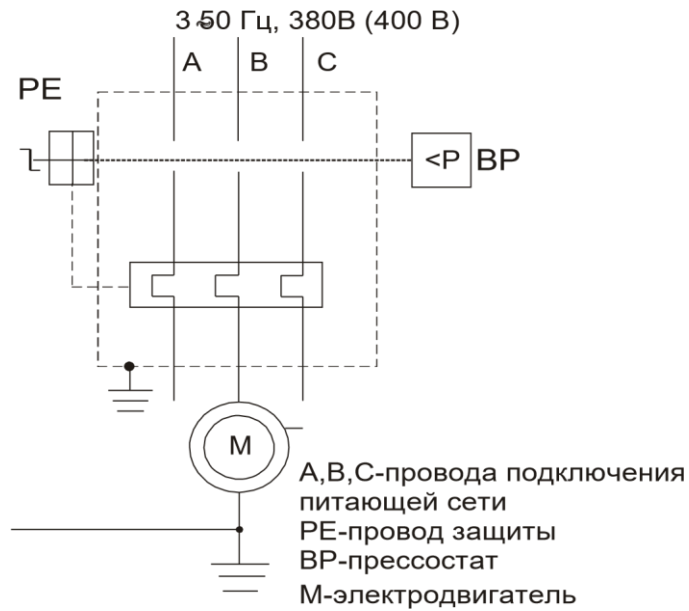 3 ~ 50 Гц, 380В (400 В)
A B C
PE
<P BP
M
A,B,C-провода подключения
питающей сети
PE-провод защиты
BP-прессостат
М-электродвигатель